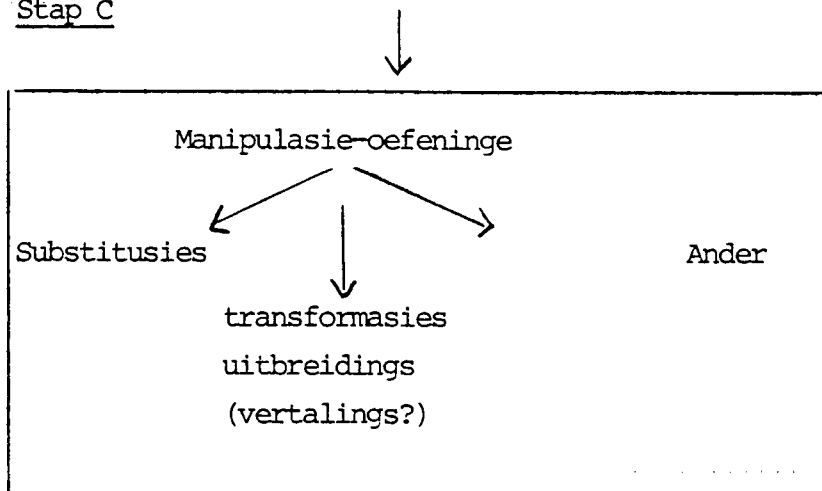 Stap C
Manipulasie-oefeninge
Substitusies Ander
transformasies
uitbreidings
(vertalings?)